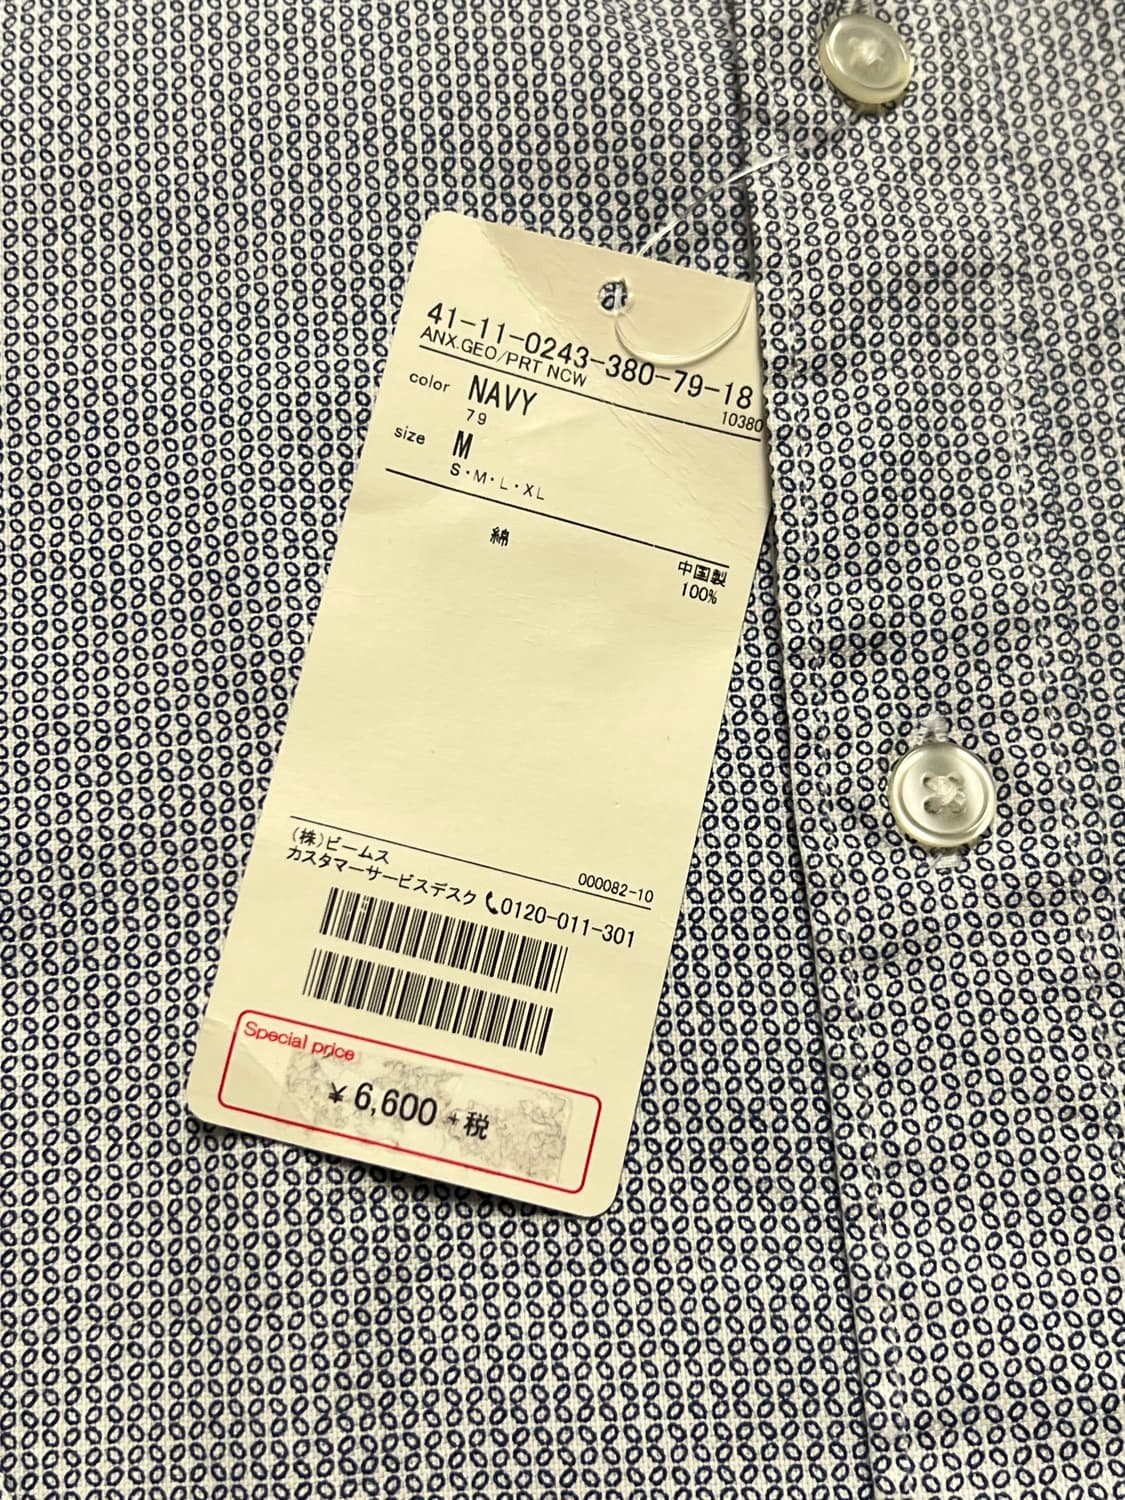 41-11-0243-380-79-18
ANX.GEO/PRT NCW
10380
color NAVY
79
size M
S・M・L・XL
中国製
綿 100%
(株)ビームス
000082-10
カスタマーサービスデスク 0120-011-301
Special price
¥6,600+税